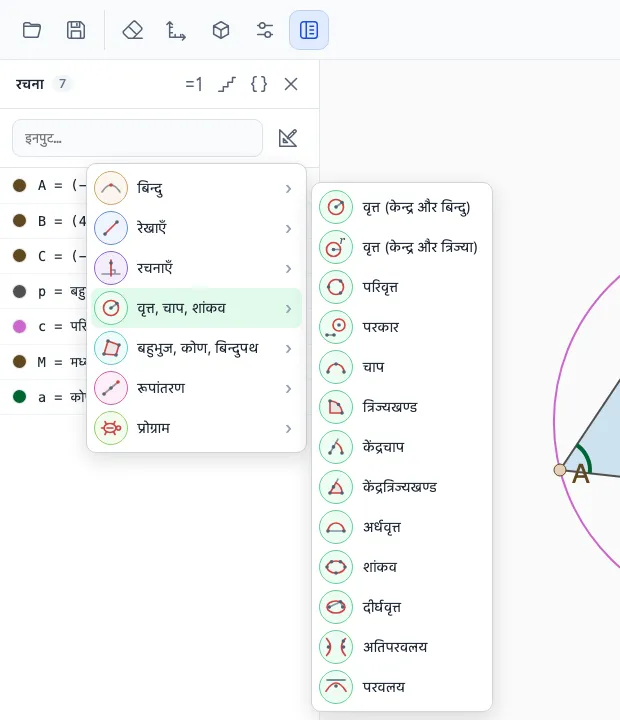 रचना 7
=1
{}
इनपुट…
A = (–
B = (4
C = (–
p = बहु
c = परि
M = मध्
a = को
बिन्दु
रेखाएँ
रचनाएँ
वृत्त, चाप, शांकव
बहुभुज, कोण, बिन्दुपथ
रूपांतरण
प्रोग्राम
वृत्त (केन्द्र और बिन्दु)
वृत्त (केन्द्र और त्रिज्या)
परिवृत्त
परकार
चाप
त्रिज्यखण्ड
केंद्रचाप
केंद्रत्रिज्यखण्ड
अर्धवृत्त
शांकव
दीर्घवृत्त
अतिपरवलय
परवलय
r
A